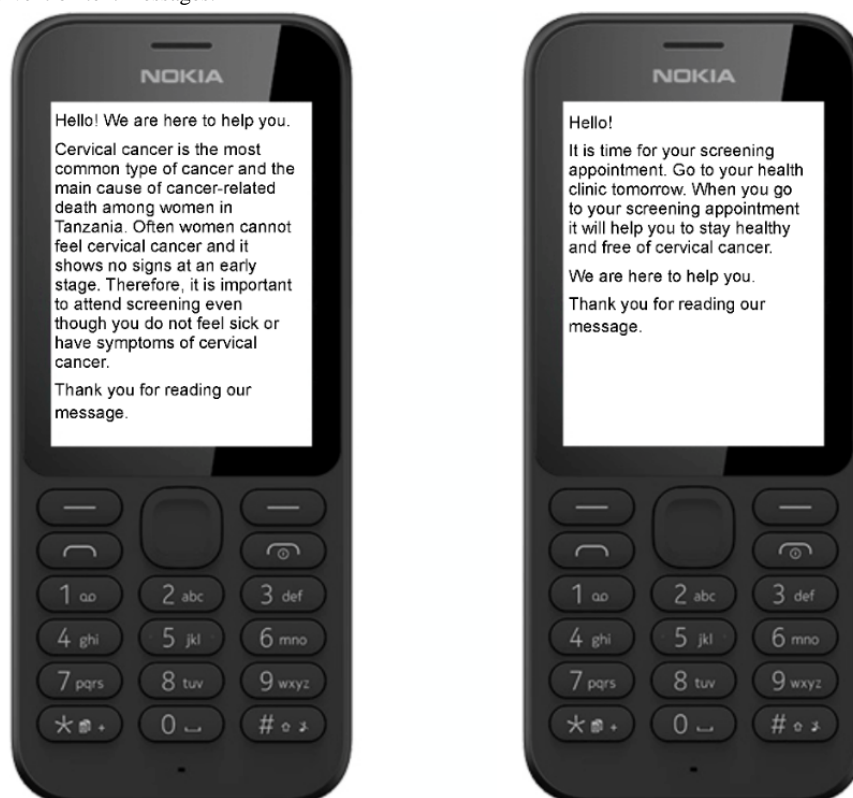 NOKIA
Hello! We are here to help you.
Cervical cancer is the most
common type of cancer and the
main cause of cancer-related
death among women in
Tanzania. Often women cannot
feel cervical cancer and it
shows no signs at an early
stage. Therefore, it is important
to attend screening even
though you do not feel sick or
have symptoms of cervical
cancer.
Thank you for reading our
message.
1
2 abc
3 def
4 ghi
5 jkl
6 mno
7 pqrs
8 tuv
9 wxyz
* +
0
#
NOKIA
Hello!
It is time for your screening
appointment. Go to your health
clinic tomorrow. When you go
to your screening appointment
it will help you to stay healthy
and free of cervical cancer.
We are here to help you.
Thank you for reading our
message.
1
2 abc
3 def
4 ghi
5 jkl
6 mno
7 pqrs
8 tuv
9 wxyz
* +
0
#